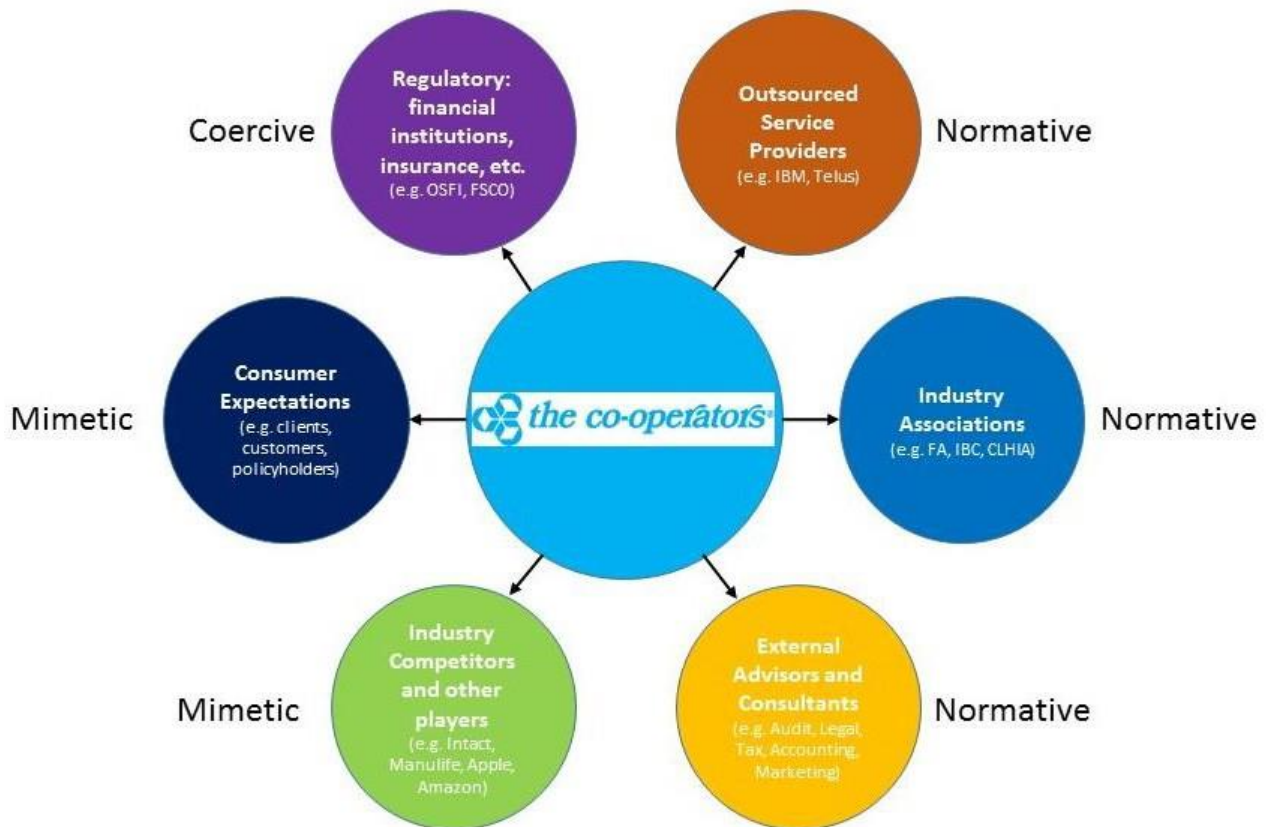 Coercive
Regulatory:
financial
institutions,
insurance, etc.
(e.g. OSFI, FSCO)
Outsourced
Service
Providers
(e.g. IBM, Telus)
Normative
Mimetic
Consumer
Expectations
(e.g. clients,
customers,
policyholders)
the co-operators®
Industry
Associations
(e.g. FA, IBC, CLHIA)
Normative
Mimetic
Industry
Competitors
and other
players
(e.g. Intact,
Manulife, Apple,
Amazon)
External
Advisors and
Consultants
(e.g. Audit, Legal,
Tax, Accounting,
Marketing)
Normative